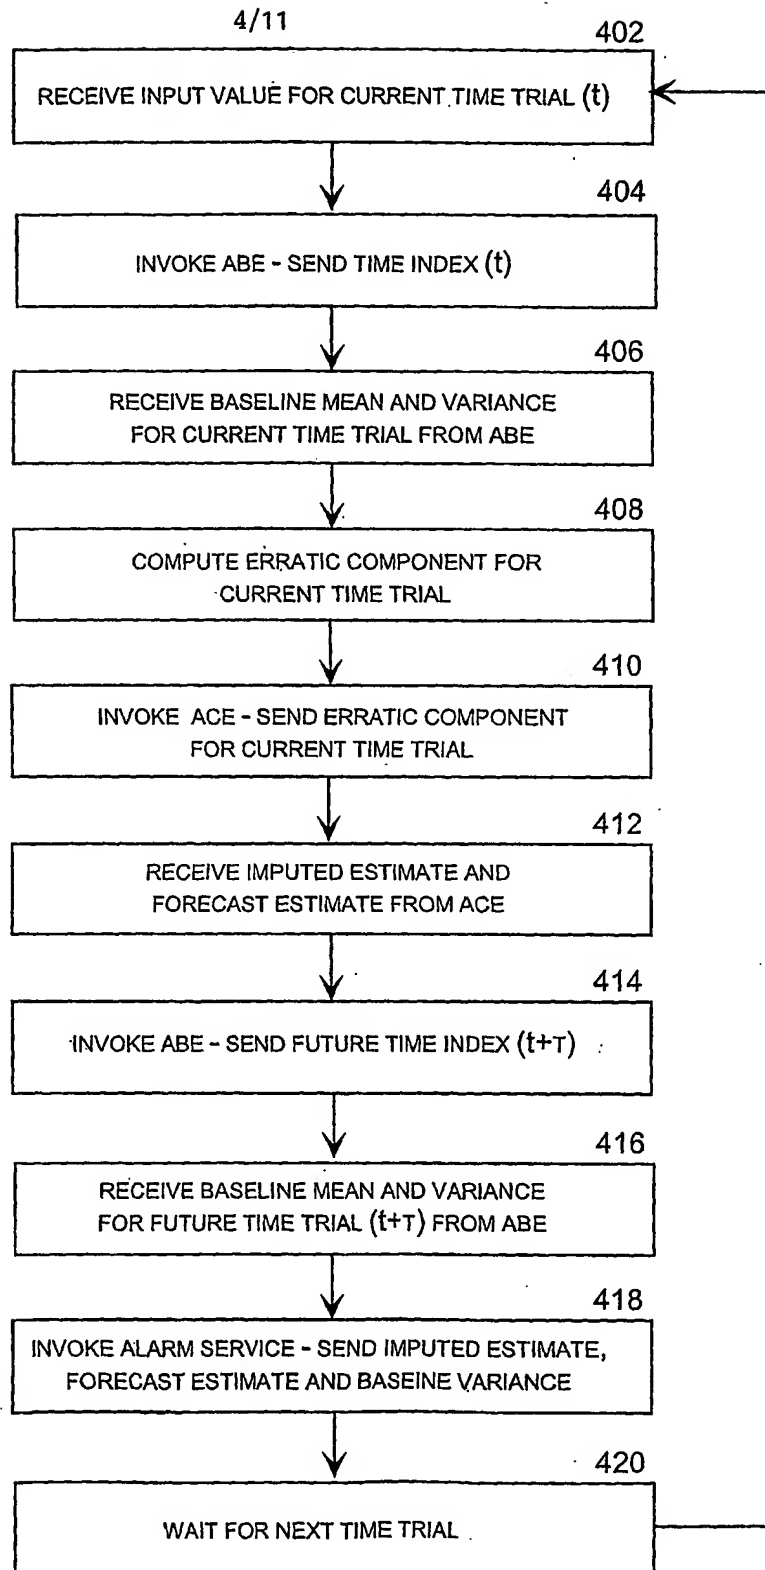 4/11
402
RECEIVE INPUT VALUE FOR CURRENT TIME TRIAL (t)
404
INVOKE ABE - SEND TIME INDEX (t)
406
RECEIVE BASELINE MEAN AND VARIANCE
FOR CURRENT TIME TRIAL FROM ABE
408
COMPUTE ERRATIC COMPONENT FOR
CURRENT TIME TRIAL
410
INVOKE ACE - SEND ERRATIC COMPONENT
FOR CURRENT TIME TRIAL
412
RECEIVE IMPUTED ESTIMATE AND
FORECAST ESTIMATE FROM ACE
414
INVOKE ABE - SEND FUTURE TIME INDEX (t+τ)
416
RECEIVE BASELINE MEAN AND VARIANCE
FOR FUTURE TIME TRIAL (t+τ) FROM ABE
418
INVOKE ALARM SERVICE - SEND IMPUTED ESTIMATE,
FORECAST ESTIMATE AND BASEINE VARIANCE
420
WAIT FOR NEXT TIME TRIAL